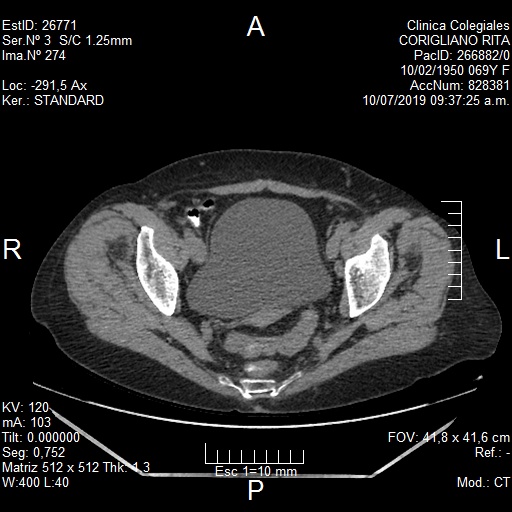 EstID: 26771
Ser.Nº 3 S/C 1.25mm
Ima.Nº 274
Loc: -291,5 Ax
Ker.: STANDARD
A
Clinica Colegiales
CORIGLIANO RITA
PacID: 266882/0
10/02/1950 069Y F
AccNum: 828381
10/07/2019 09:37:25 a.m.
R
L
KV: 120
mA: 103
Tilt: 0.000000
Seg: 0,752
Matriz 512 x 512 Thk: 1.3
W:400 L:40
Esc 1=10 mm
P
FOV: 41,8 x 41,6 cm
Ref.: -
Mod.: CT